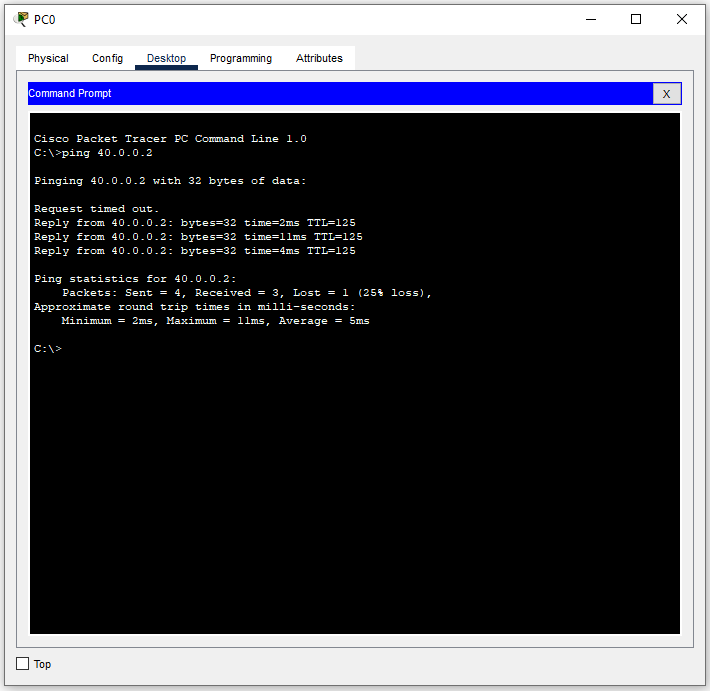 PC0
Physical Config Desktop Programming Attributes
Command Prompt X
Cisco Packet Tracer PC Command Line 1.0
C:\>ping 40.0.0.2
Pinging 40.0.0.2 with 32 bytes of data:
Request timed out.
Reply from 40.0.0.2: bytes=32 time=2ms TTL=125
Reply from 40.0.0.2: bytes=32 time=11ms TTL=125
Reply from 40.0.0.2: bytes=32 time=4ms TTL=125
Ping statistics for 40.0.0.2:
Packets: Sent = 4, Received = 3, Lost = 1 (25% loss),
Approximate round trip times in milli-seconds:
Minimum = 2ms, Maximum = 11ms, Average = 5ms
C:\>
Top